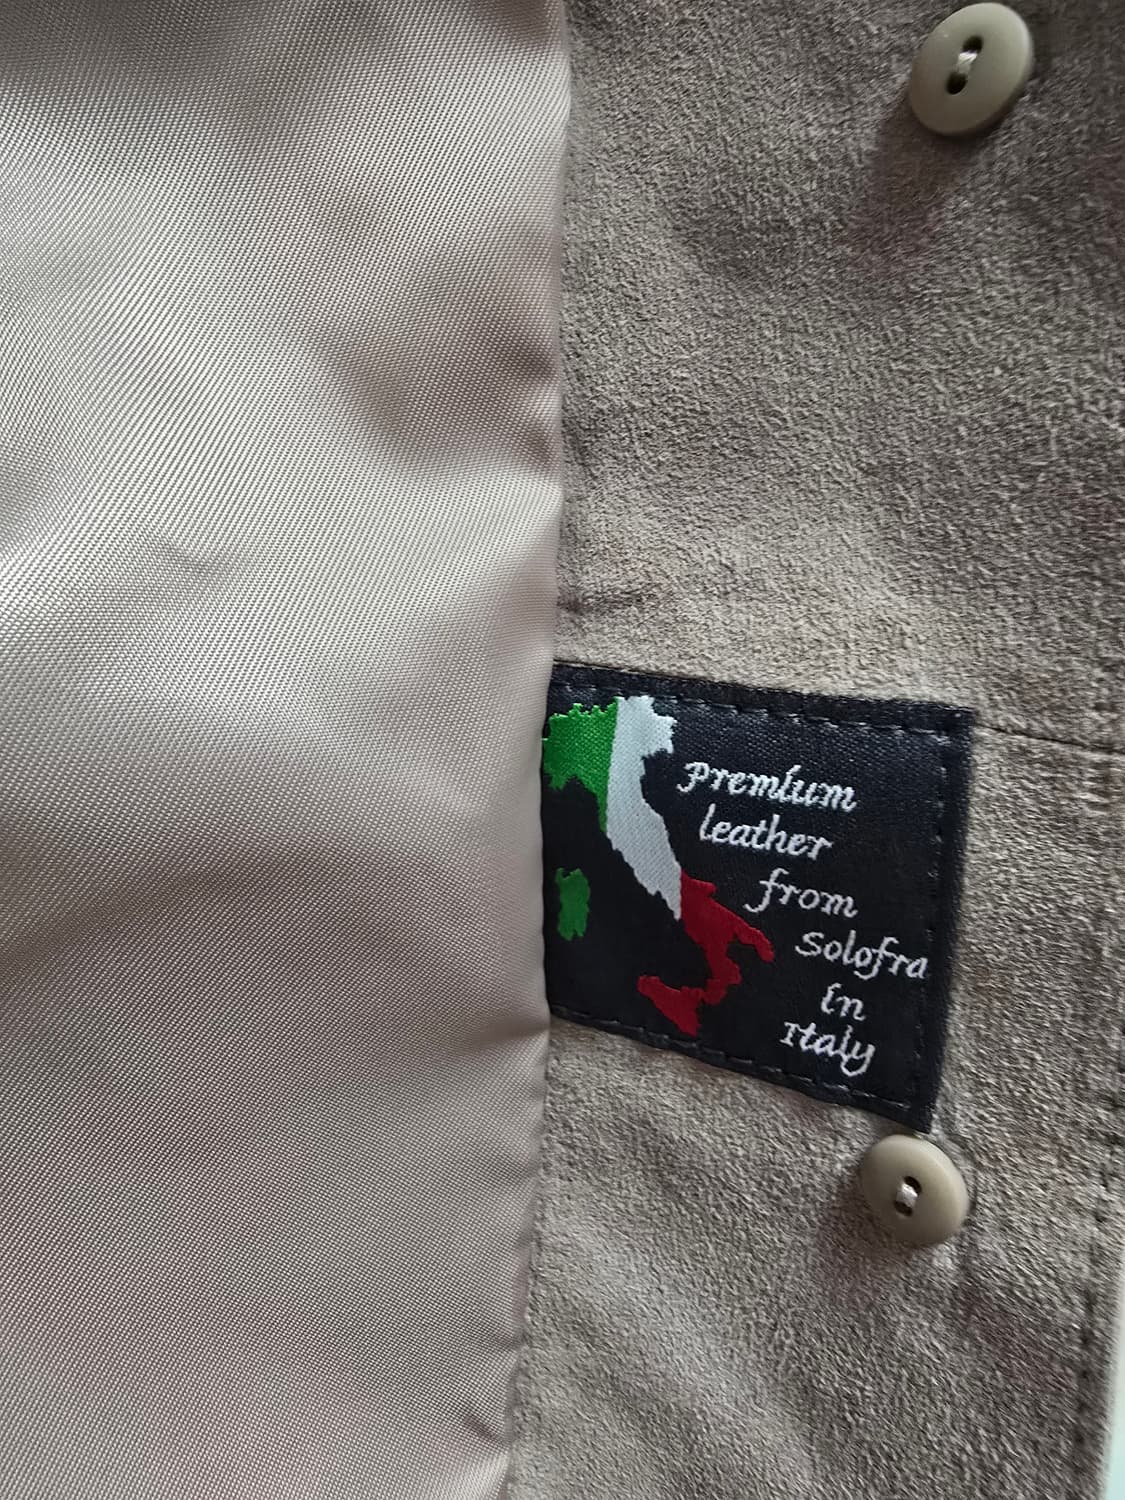 Premium
leather
from
Solofra
in
Italy